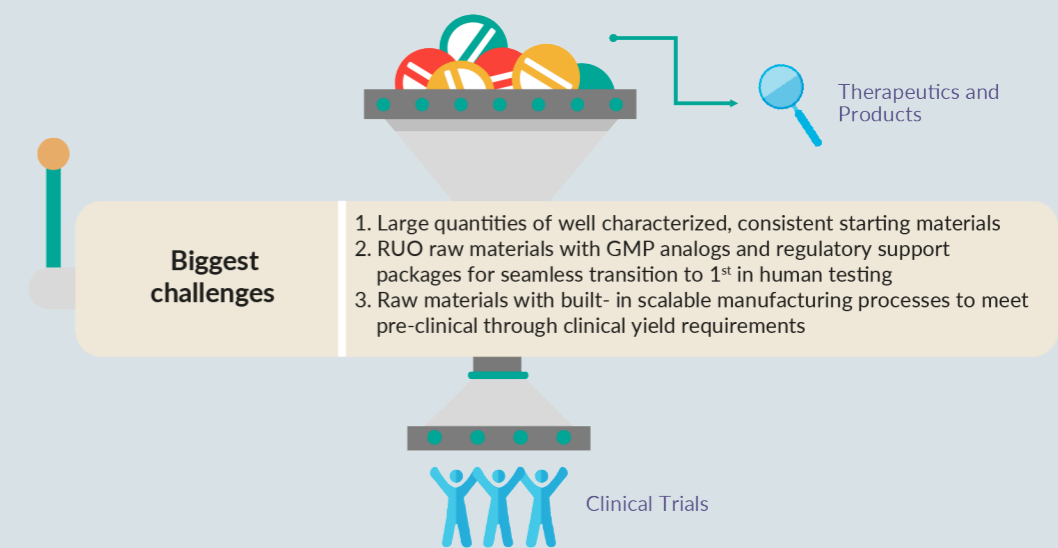 Therapeutics and
Products
Biggest
challenges
1. Large quantities of well characterized, consistent starting materials
2. RUO raw materials with GMP analogs and regulatory support
packages for seamless transition to 1st in human testing
3. Raw materials with built- in scalable manufacturing processes to meet
pre-clinical through clinical yield requirements
Clinical Trials